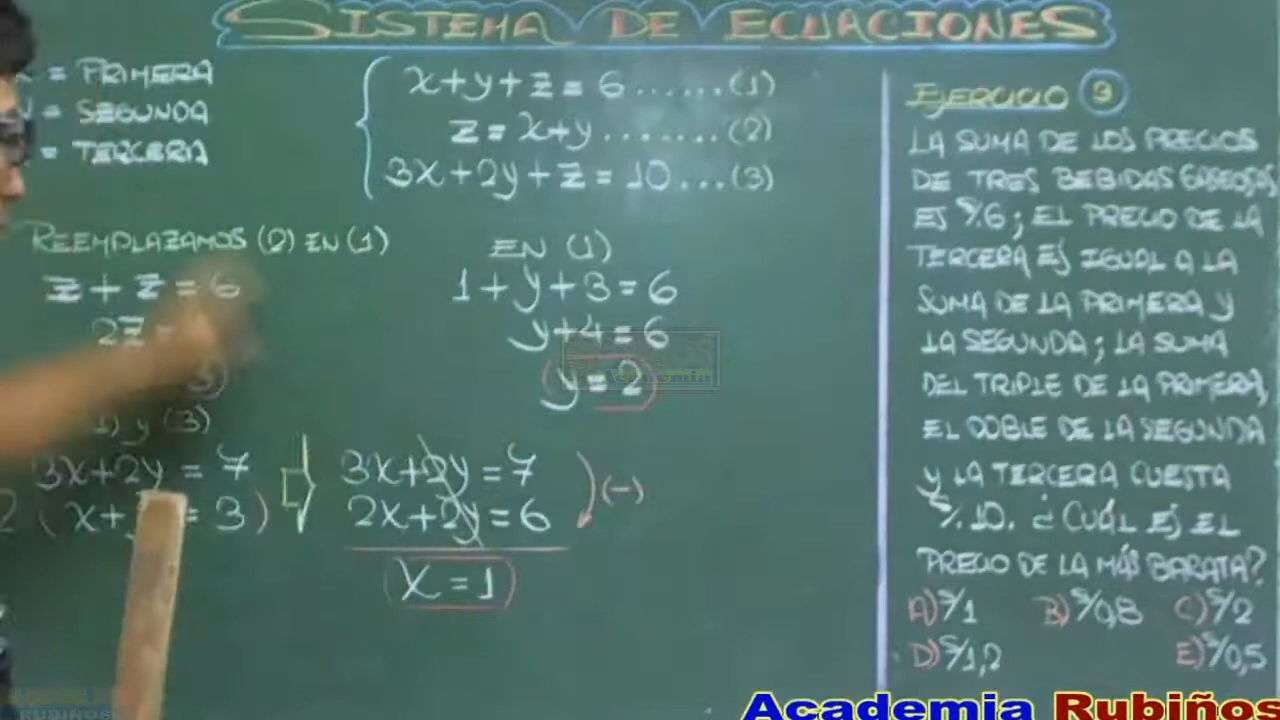 SISTEMA DE ECUACIONES
= PRIMERA
= SEGUNDA
= TERCERA
x+y+z=6......(1)
z=x+y.......(2)
3x+2y+z=10...(3)
REEMPLAZAMOS (2) EN (1)
z+z=6
2z
1) y (3)
3x+2y=7
2(x+ =3)
3x+2y=7
2x+2y=6
(-)
x=1
EN (1)
1+y+3=6
y+4=6
y=2
EJERCICIO 9
LA SUMA DE LOS PRECIOS
DE TRES BEBIDAS GASEOSAS
ES S/.6; EL PRECIO DE LA
TERCERA ES IGUAL A LA
SUMA DE LA PRIMERA Y
LA SEGUNDA; LA SUMA
DEL TRIPLE DE LA PRIMERA,
EL DOBLE DE LA SEGUNDA
Y LA TERCERA CUESTA
S/.10. ¿CUÁL ES EL
PRECIO DE LA MÁS BARATA?
A) S/1 B) S/0,8 C) S/2
D) S/1,2 E) S/0,5
Academia Rubiños
RUBIÑOS